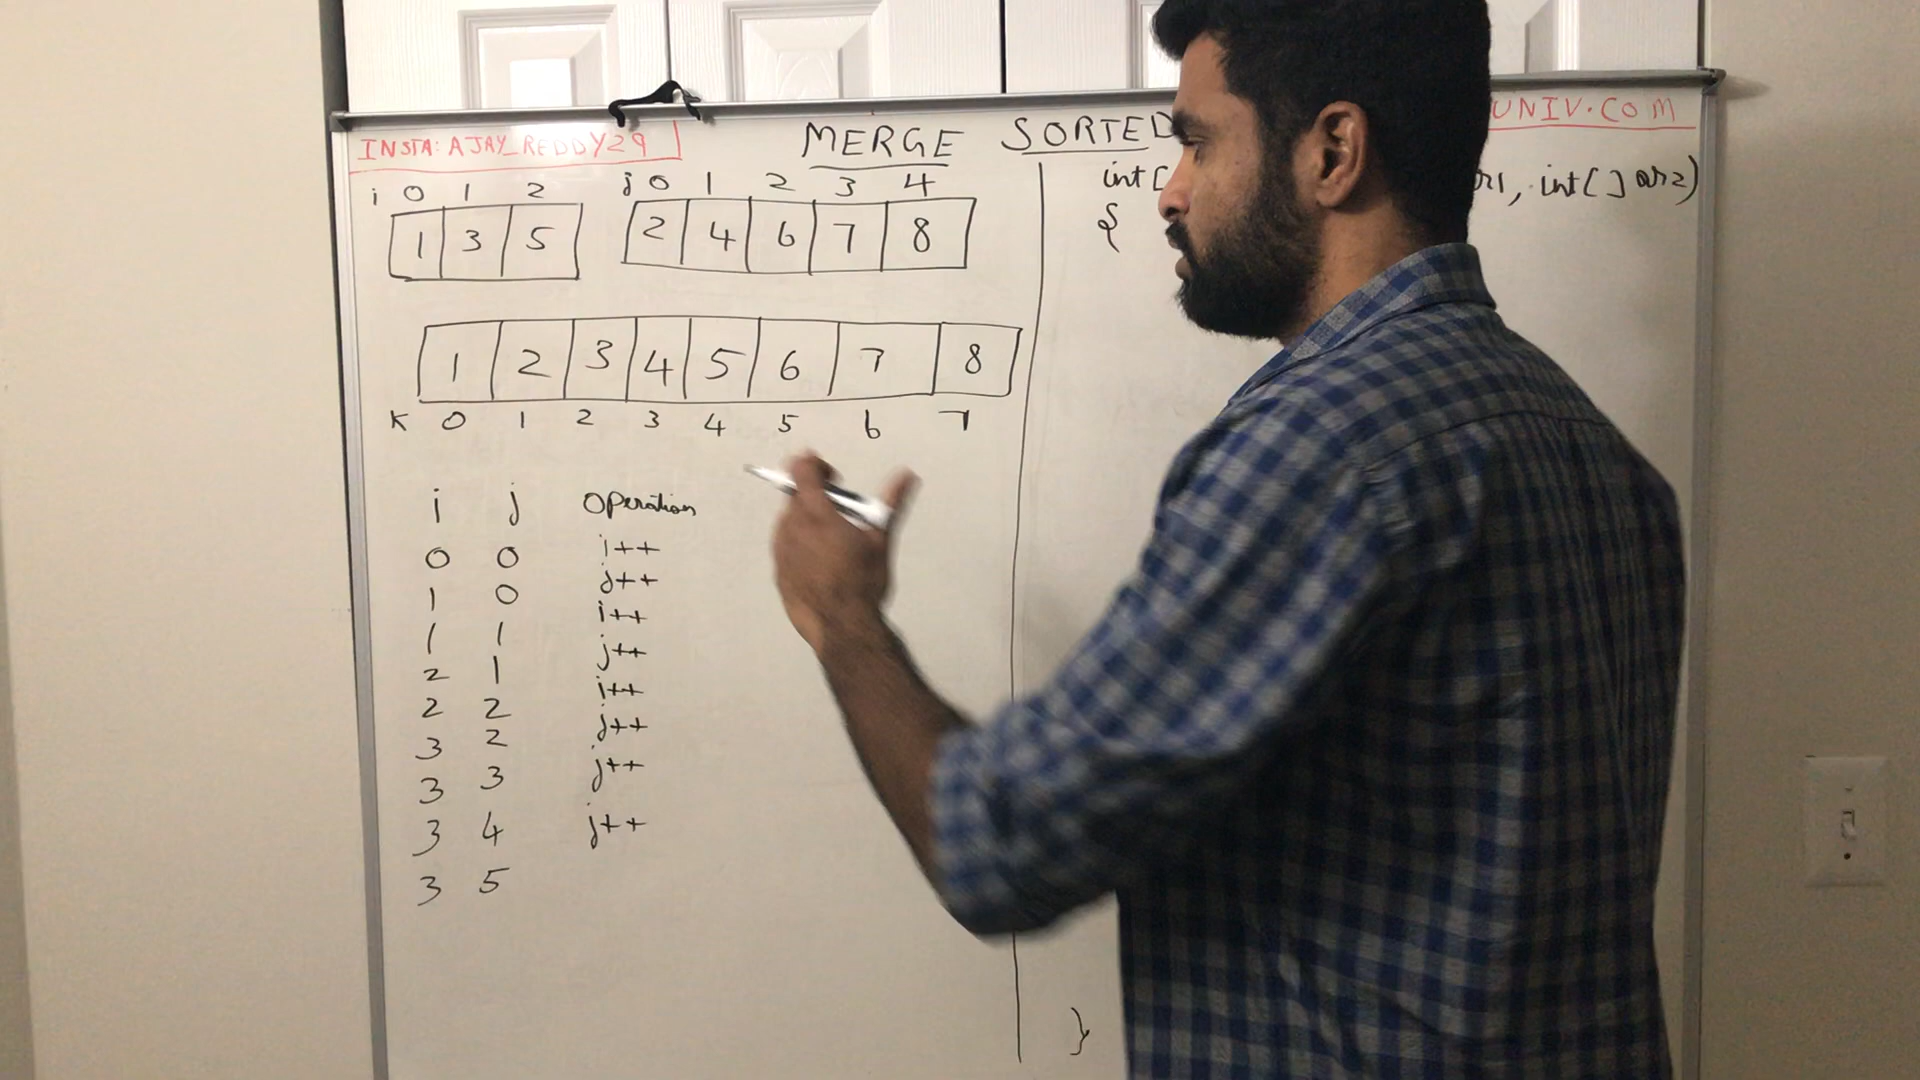 INSTA: AJAY_REDDY29
MERGE SORTED
UNIV.COM
i 0 1 2
1 3 5
j 0 1 2 3 4
2 4 6 7 8
1 2 3 4 5 6 7 8
K 0 1 2 3 4 5 6 7
i j Operation
0 0 i++
1 0 j++
1 1 i++
2 1 j++
2 2 i++
3 2 j++
3 3 j++
3 4 j++
3 5
int[ arr1, int[] arr2)
{
}